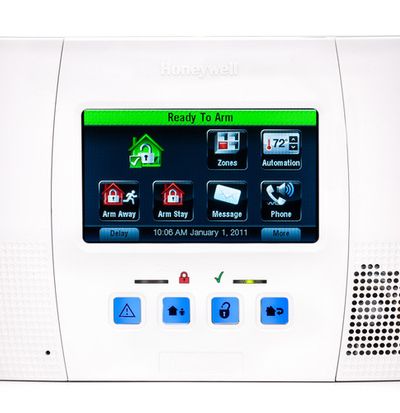 Honeywell
Ready To Arm
Zones
72°
Automation
Arm Away
Arm Stay
Message
Phone
Delay
10:06 AM January 1, 2011
More